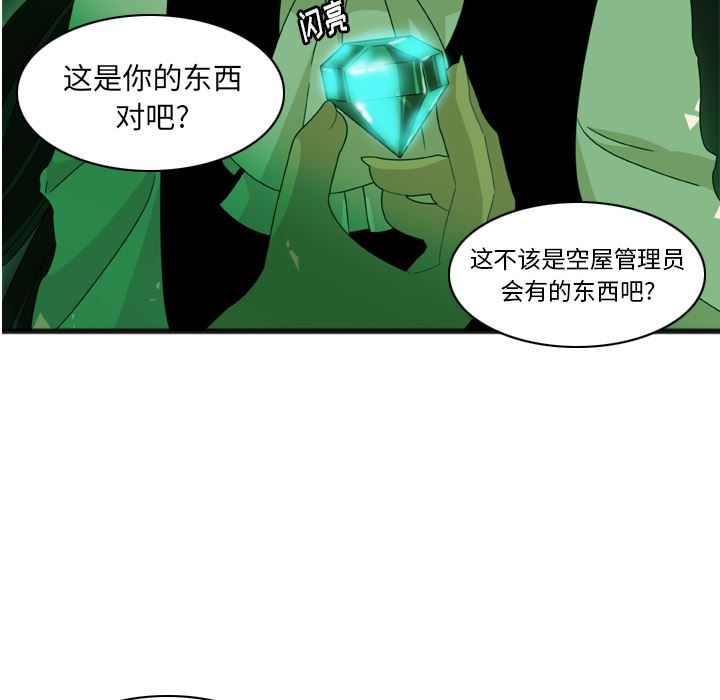 闪亮
这是你的东西
对吧?
这不该是空屋管理员
会有的东西吧?